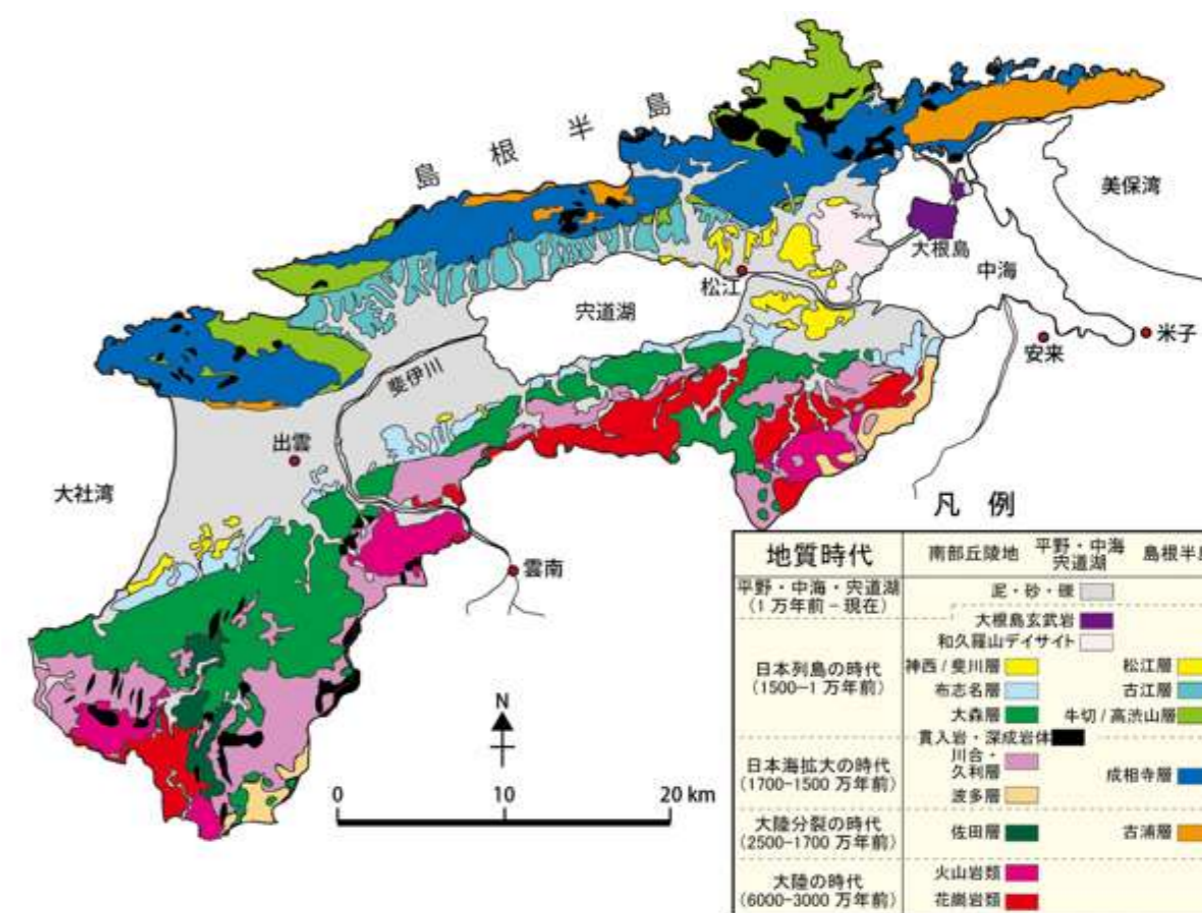 島根半島
美保湾
大根島
中海
松江
宍道湖
米子
安来
斐伊川
出雲
大社湾
雲南
N
0 10 20 km
凡例
地質時代 南部丘陵地 平野・中海 宍道湖 島根半
平野・中海・宍道湖
(1万年前-現在)
泥・砂・礫
大根島玄武岩
和久羅山デイサイト
日本列島の時代
(1500-1万年前)
神西/斐川層 松江層
布志名層 古江層
大森層 牛切/高渋山層
貫入岩・深成岩体
日本海拡大の時代
(1700-1500万年前)
川合・
久利層 成相寺層
波多層
大陸分裂の時代
(2500-1700万年前)
佐田層 古浦層
大陸の時代
(6000-3000万年前)
火山岩類
花崗岩類